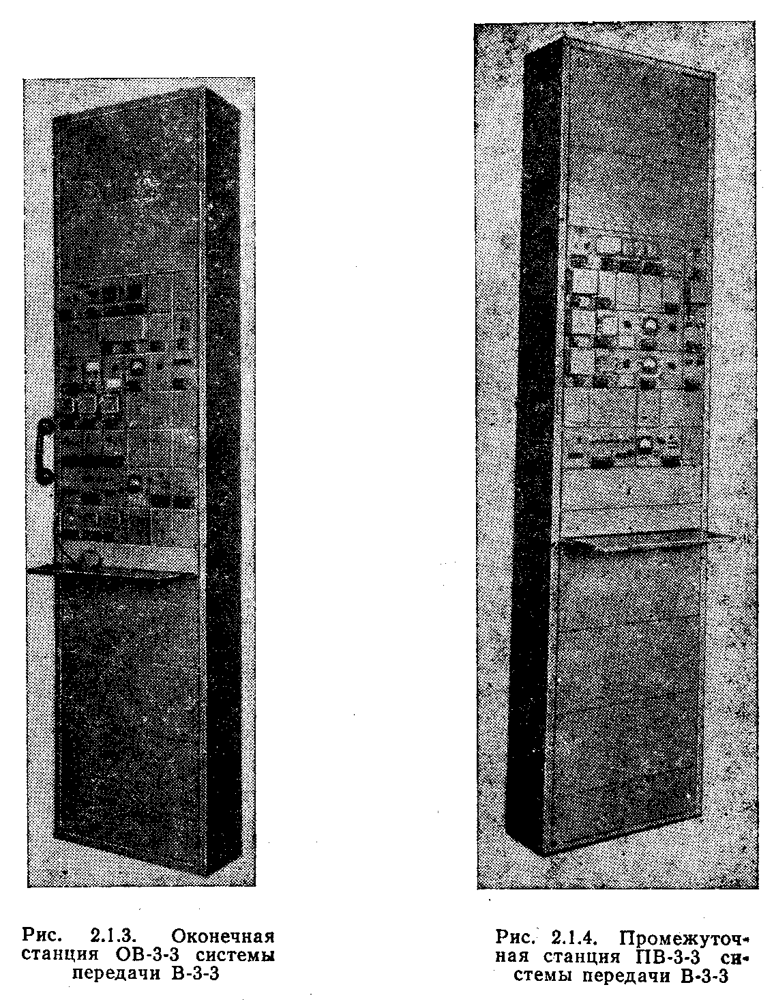 Рис. 2.1.3. Оконечная
станция ОВ-3-3 системы
передачи В-3-3
Рис. 2.1.4. Промежуточ-
ная станция ПВ-3-3 си-
стемы передачи В-3-3